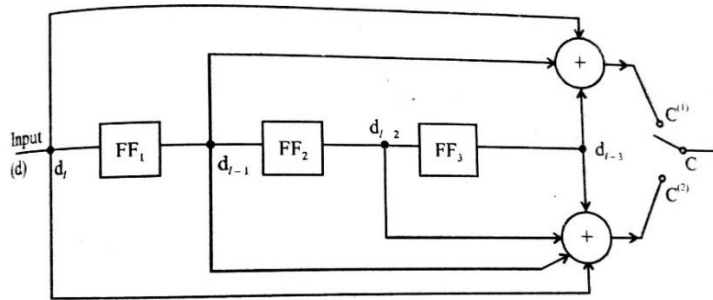 +
C⁽¹⁾
Input
(d)
d_l
FF₁
d_{l-1}
FF₂
d_{l-2}
FF₃
d_{l-3}
C
C⁽²⁾
+